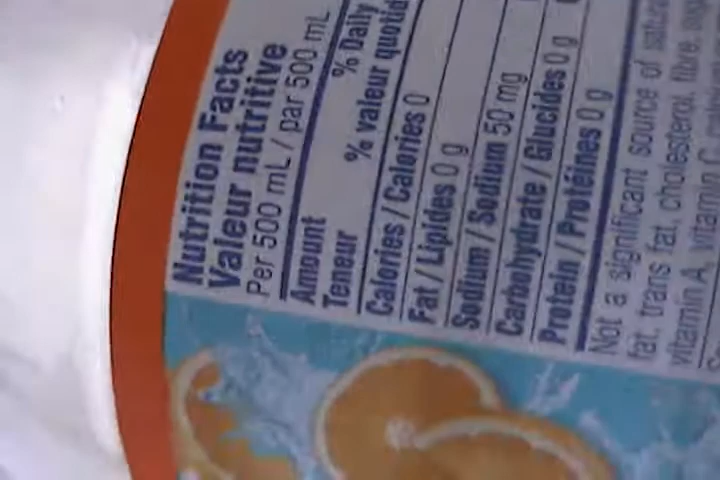 Nutrition Facts
Valeur nutritive
Per 500 mL / par 500 mL
Amount % Daily
Teneur % valeur quotid
Calories / Calories 0
Fat / Lipides 0 g
Sodium / Sodium 50 mg
Carbohydrate / Glucides 0 g
Protein / Protéines 0 g
Not a significant source of
fat, trans fat, cholesterol, fibre,
vitamin A, vitamin C,